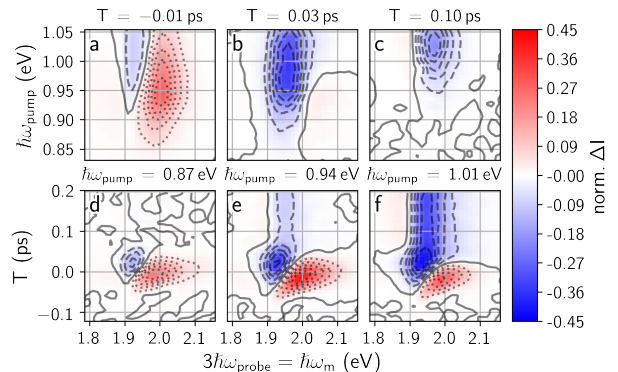 T = −0.01 ps T = 0.03 ps T = 0.10 ps
a b c
1.05
1.00
0.95
0.90
0.85
ħω_pump (eV)
ħω_pump = 0.87 eV ħω_pump = 0.94 eV ħω_pump = 1.01 eV
d e f
0.2
0.1
0.0
−0.1
T (ps)
1.8 1.9 2.0 2.1 1.8 1.9 2.0 2.1 1.8 1.9 2.0 2.1
3ħω_probe = ħω_m (eV)
0.45
0.36
0.27
0.18
0.09
0.00
-0.09
-0.18
-0.27
-0.36
-0.45
norm. ΔI